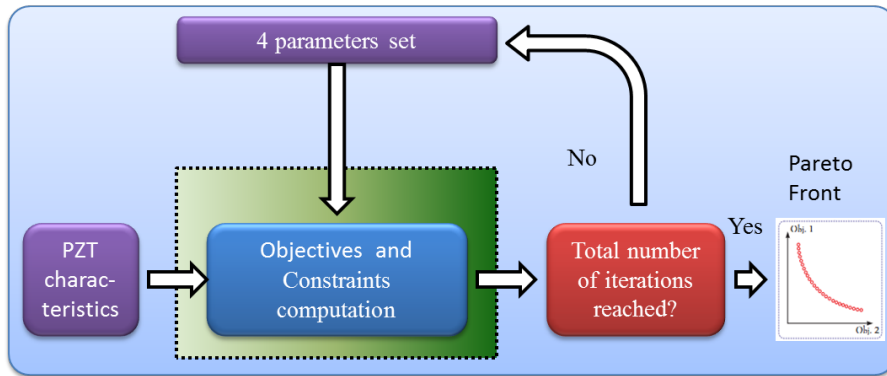 4 parameters set
No
Pareto
Front
Yes
PZT
charac-
teristics
Objectives and
Constraints
computation
Total number
of iterations
reached?
Obj. 1
Obj. 2